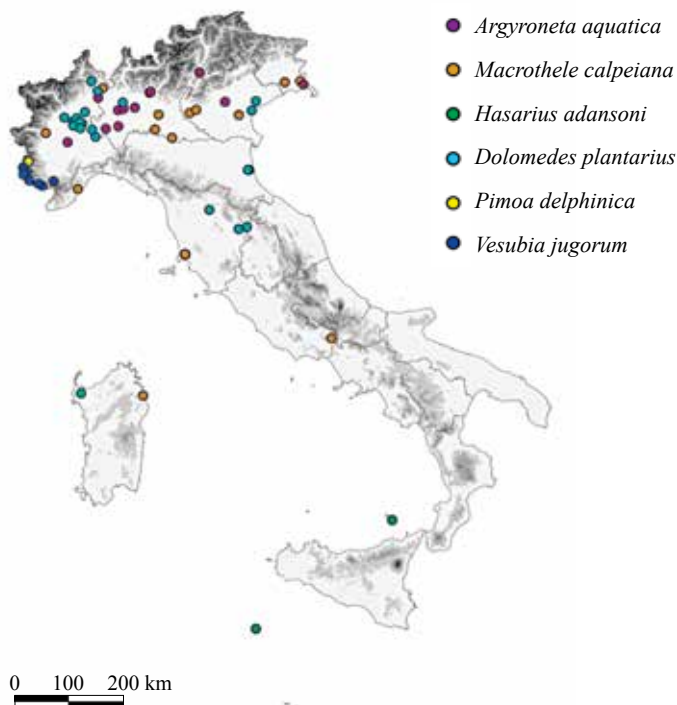 Argyroneta aquatica
Macrothele calpeiana
Hasarius adansoni
Dolomedes plantarius
Pimoa delphinica
Vesubia jugorum
0 100 200 km